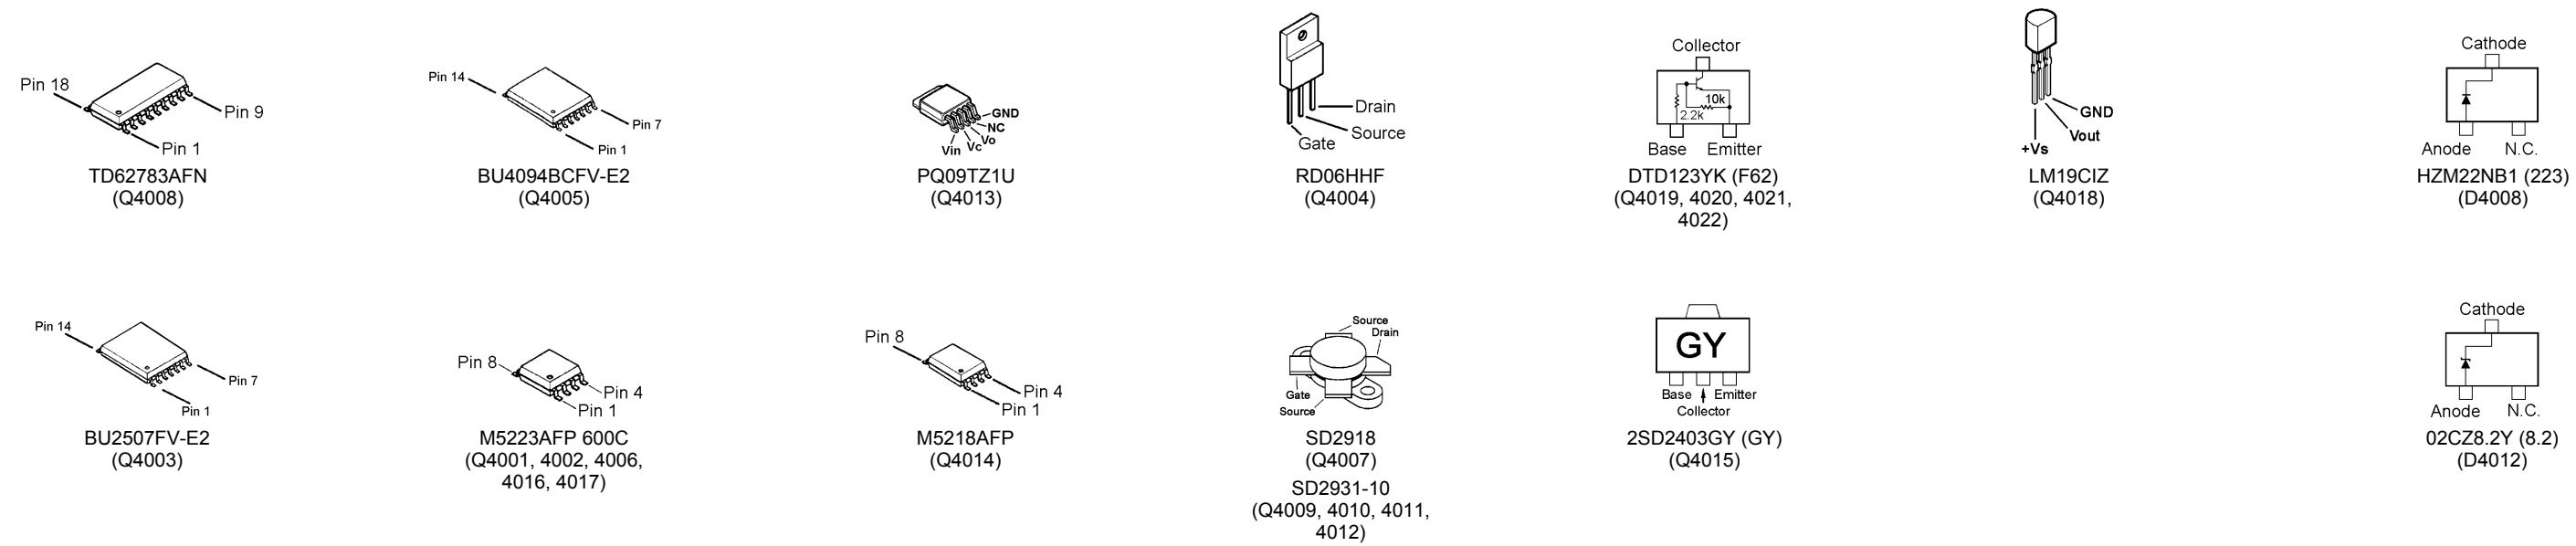 Pin 18
Pin 9
Pin 1
TD62783AFN
(Q4008)
Pin 14
Pin 7
Pin 1
BU4094BCFV-E2
(Q4005)
GND
NC
Vo
Vc
Vin
PQ09TZ1U
(Q4013)
Drain
Source
Gate
RD06HHF
(Q4004)
Collector
10k
2.2k
Base Emitter
DTD123YK (F62)
(Q4019, 4020, 4021,
4022)
GND
Vout
+Vs
LM19CIZ
(Q4018)
Cathode
Anode N.C.
HZM22NB1 (223)
(D4008)
Pin 14
Pin 7
Pin 1
BU2507FV-E2
(Q4003)
Pin 8
Pin 4
Pin 1
M5223AFP 600C
(Q4001, 4002, 4006,
4016, 4017)
Pin 8
Pin 4
Pin 1
M5218AFP
(Q4014)
Source
Drain
Gate
Source
SD2918
(Q4007)
SD2931-10
(Q4009, 4010, 4011,
4012)
GY
Base Emitter
Collector
2SD2403GY (GY)
(Q4015)
Cathode
Anode N.C.
02CZ8.2Y (8.2)
(D4012)